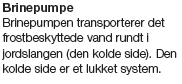 Brinepumpe
Brinepumpen transporterer det
frostbeskyttede vand rundt i
jordslangen (den kolde side). Den
kolde side er et lukket system.